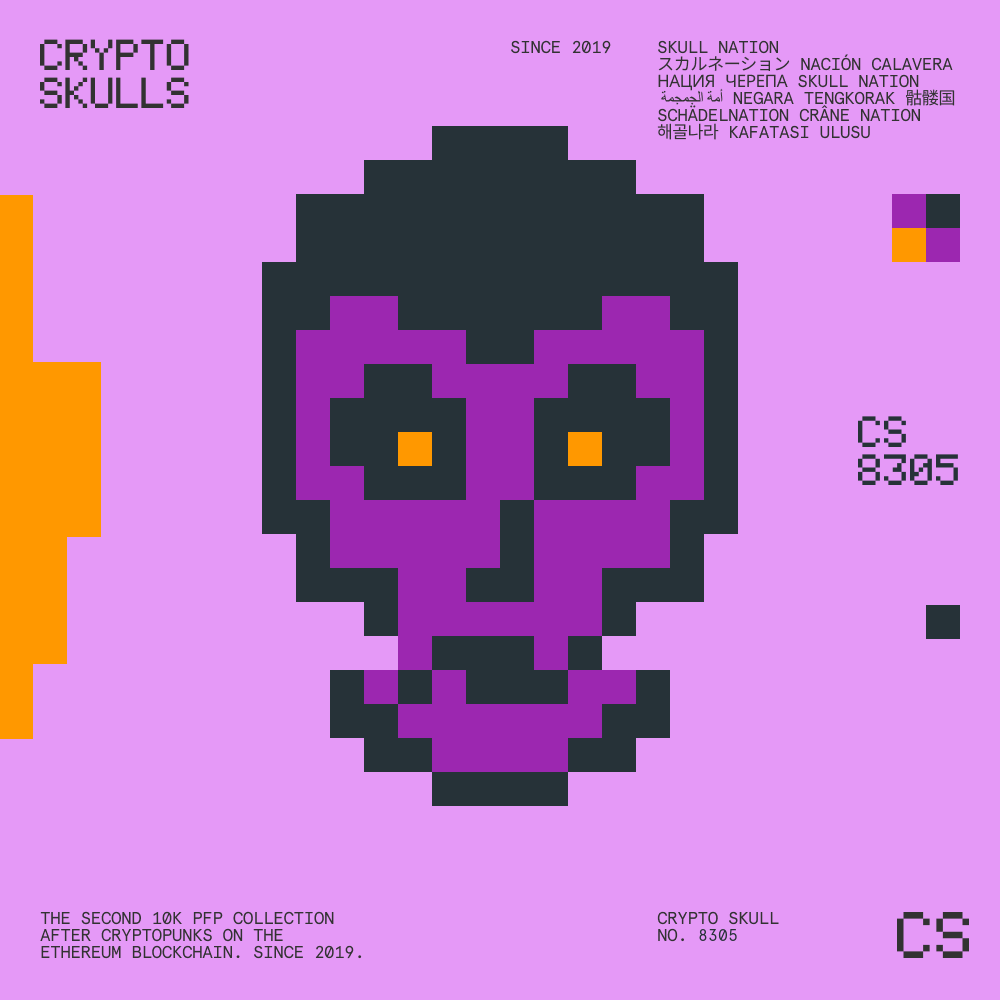 CRYPTO
SKULLS
SINCE 2019
SKULL NATION
スカルネーション NACIÓN CALAVERA
НАЦИЯ ЧЕРЕПА SKULL NATION
أمة الجمجمة NEGARA TENGKORAK 骷髅国
SCHÄDELNATION CRÂNE NATION
해골나라 KAFATASI ULUSU
CS
8305
THE SECOND 10K PFP COLLECTION
AFTER CRYPTOPUNKS ON THE
ETHEREUM BLOCKCHAIN. SINCE 2019.
CRYPTO SKULL
NO. 8305
CS